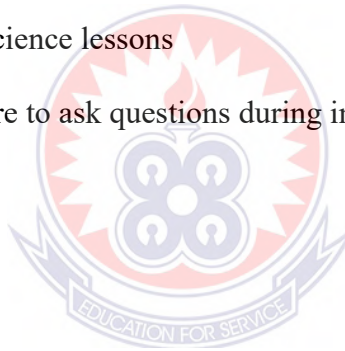 cience lessons
re to ask questions during in
EDUCATION FOR SERVICE